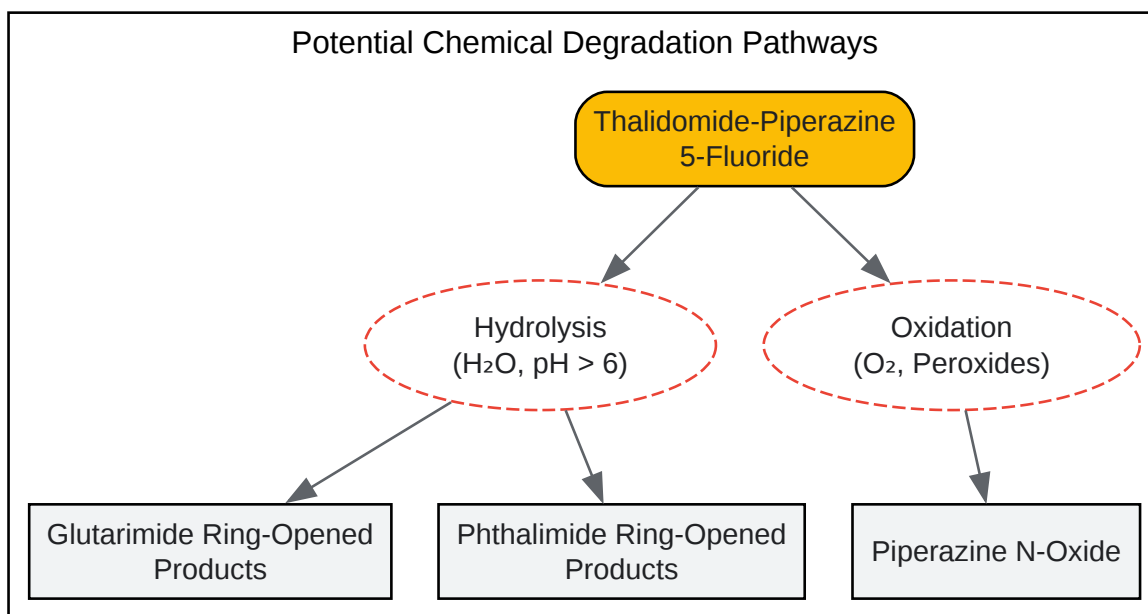 Potential Chemical Degradation Pathways
Thalidomide-Piperazine
5-Fluoride
Hydrolysis
(H₂O, pH > 6)
Oxidation
(O₂, Peroxides)
Glutarimide Ring-Opened
Products
Phthalimide Ring-Opened
Products
Piperazine N-Oxide